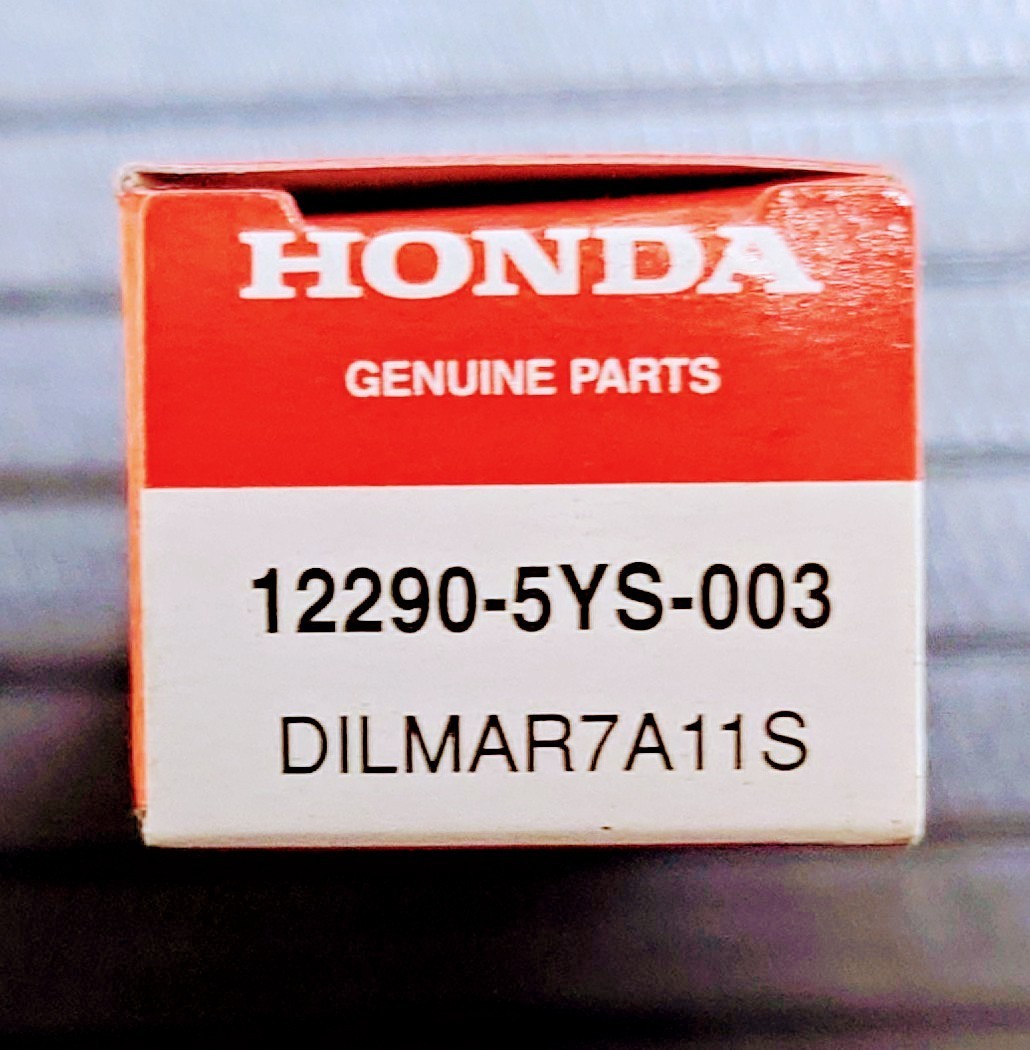 HONDA
GENUINE PARTS
12290-5YS-003
DILMAR7A11S